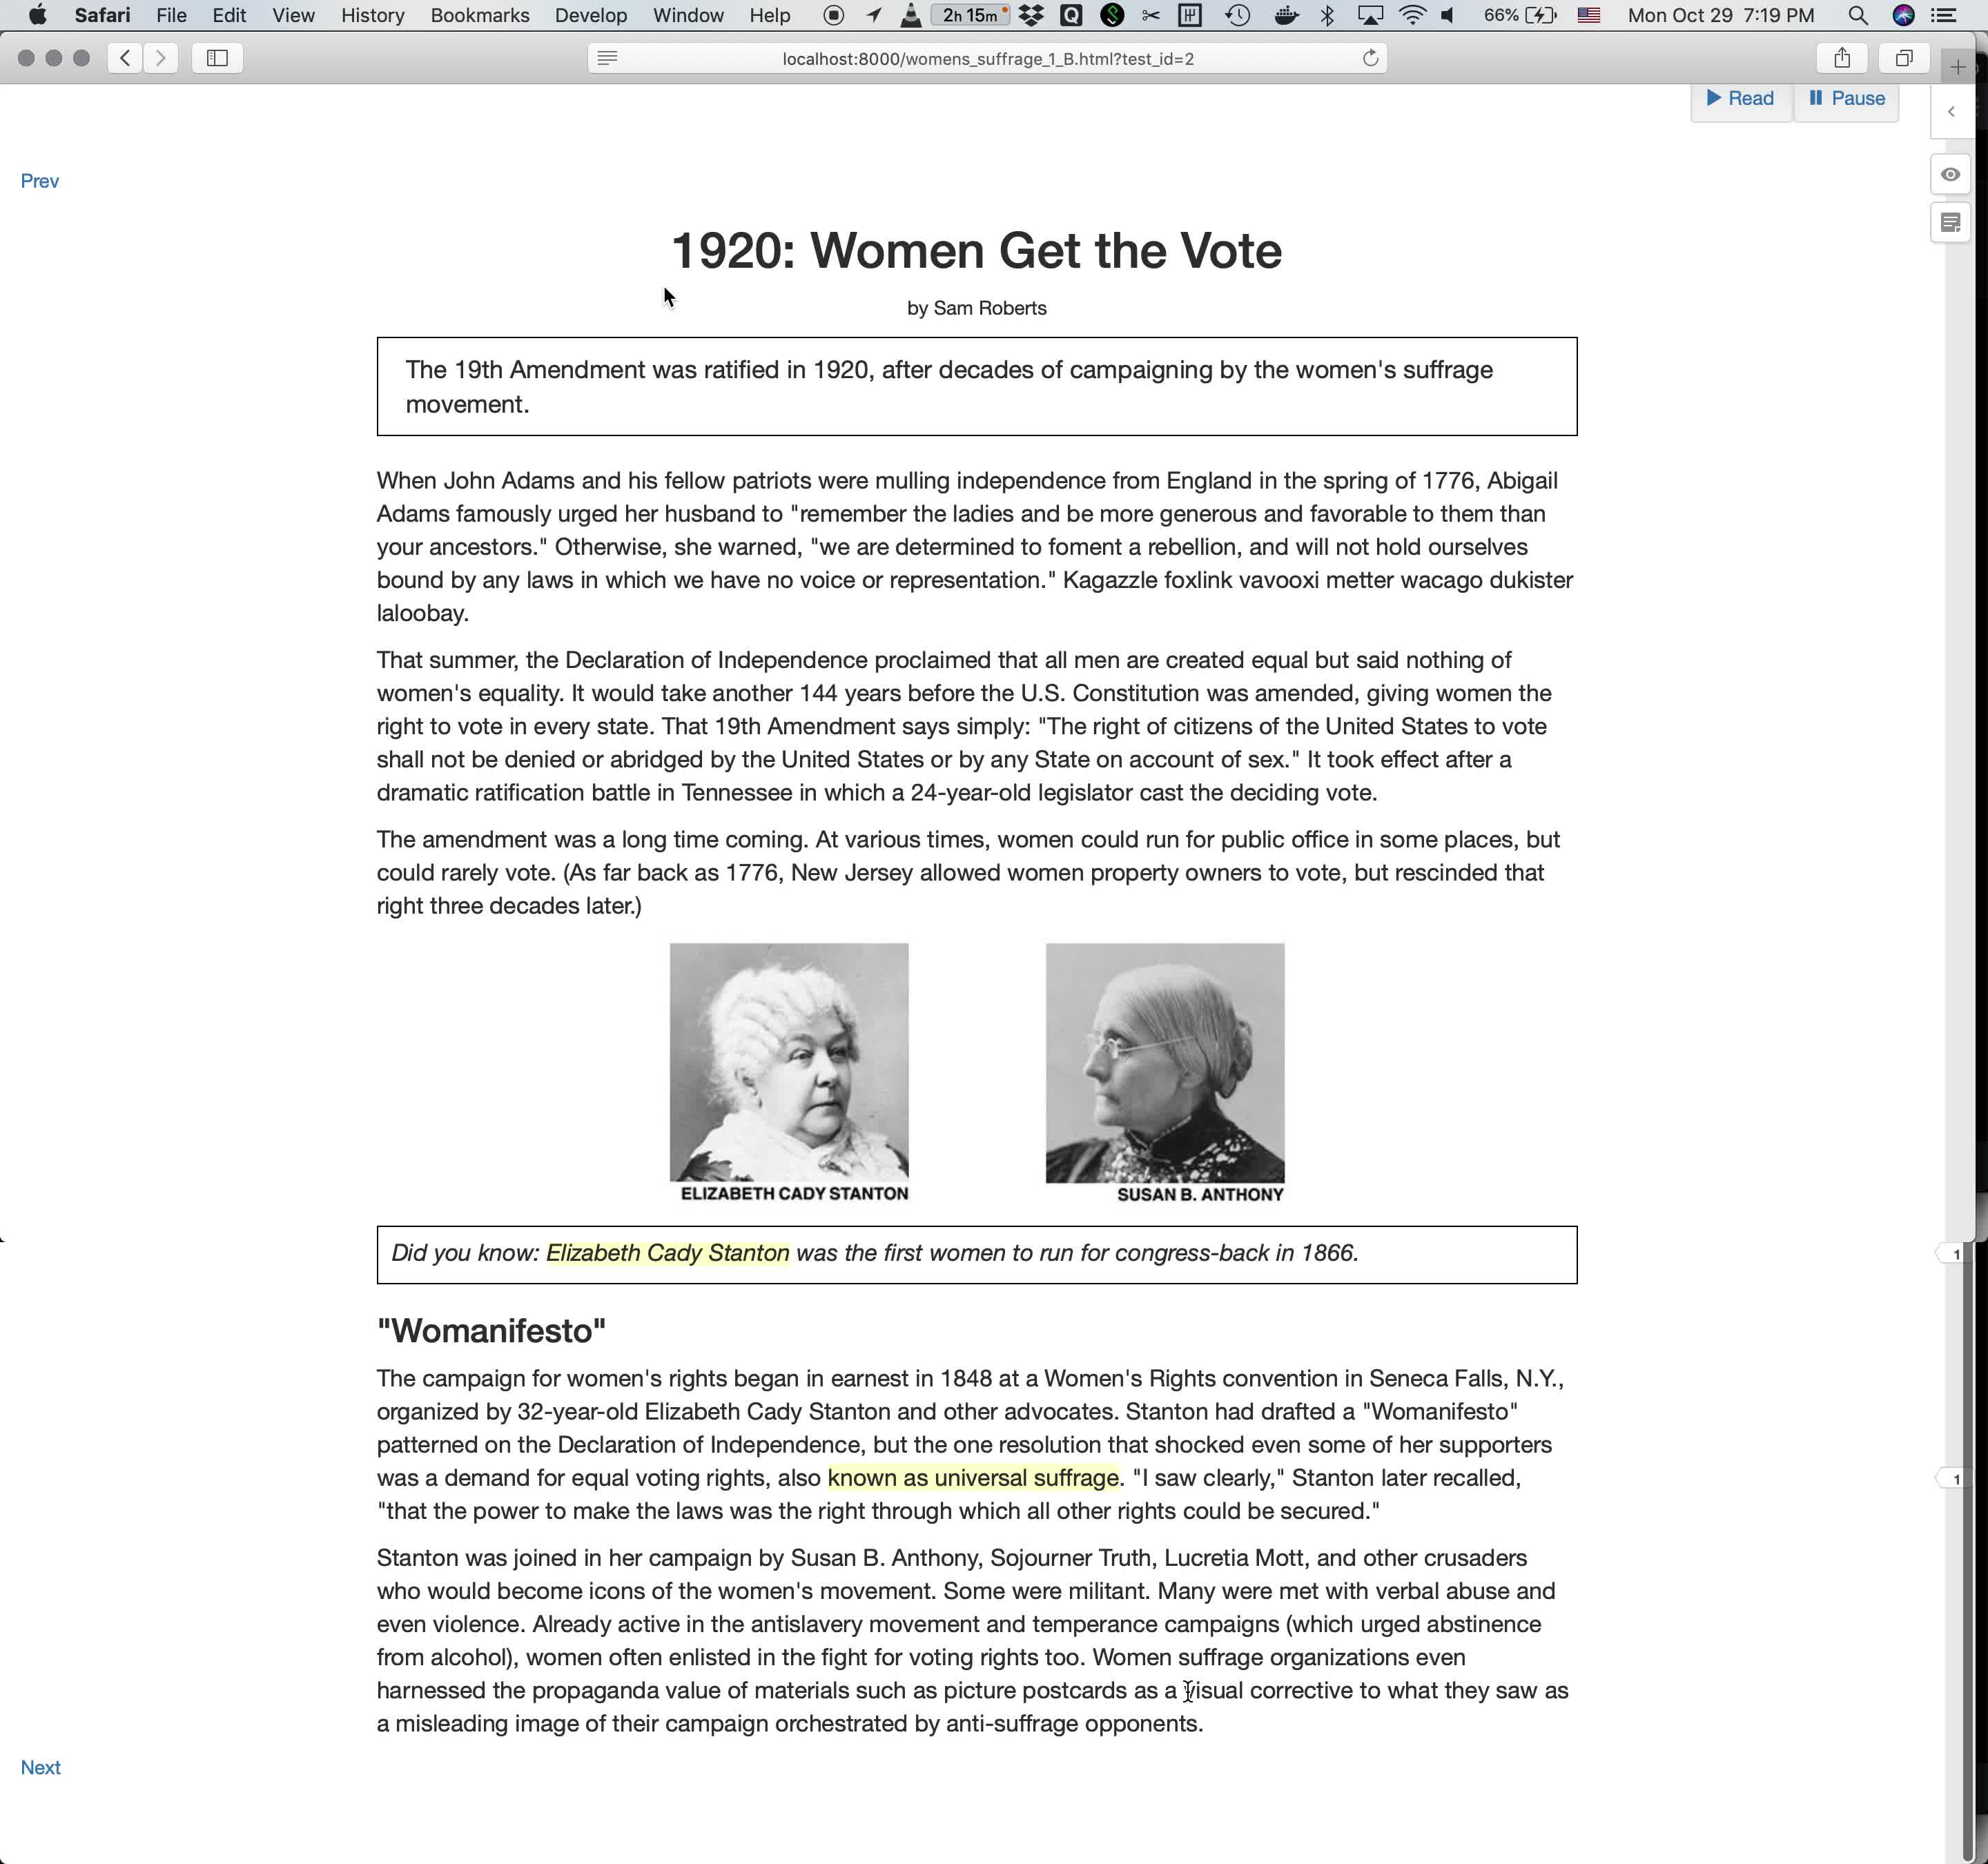 Safari File Edit View History Bookmarks Develop Window Help 2h 15m 66% Mon Oct 29 7:19 PM
localhost:8000/womens_suffrage_1_B.html?test_id=2
Read Pause
Prev
1920: Women Get the Vote
by Sam Roberts
The 19th Amendment was ratified in 1920, after decades of campaigning by the women's suffrage
movement.
When John Adams and his fellow patriots were mulling independence from England in the spring of 1776, Abigail
Adams famously urged her husband to "remember the ladies and be more generous and favorable to them than
your ancestors." Otherwise, she warned, "we are determined to foment a rebellion, and will not hold ourselves
bound by any laws in which we have no voice or representation." Kagazzle foxlink vavooxi metter wacago dukister
laloobay.
That summer, the Declaration of Independence proclaimed that all men are created equal but said nothing of
women's equality. It would take another 144 years before the U.S. Constitution was amended, giving women the
right to vote in every state. That 19th Amendment says simply: "The right of citizens of the United States to vote
shall not be denied or abridged by the United States or by any State on account of sex." It took effect after a
dramatic ratification battle in Tennessee in which a 24-year-old legislator cast the deciding vote.
The amendment was a long time coming. At various times, women could run for public office in some places, but
could rarely vote. (As far back as 1776, New Jersey allowed women property owners to vote, but rescinded that
right three decades later.)
ELIZABETH CADY STANTON
SUSAN B. ANTHONY
Did you know: Elizabeth Cady Stanton was the first women to run for congress-back in 1866.
1
"Womanifesto"
The campaign for women's rights began in earnest in 1848 at a Women's Rights convention in Seneca Falls, N.Y.,
organized by 32-year-old Elizabeth Cady Stanton and other advocates. Stanton had drafted a "Womanifesto"
patterned on the Declaration of Independence, but the one resolution that shocked even some of her supporters
was a demand for equal voting rights, also known as universal suffrage. "I saw clearly," Stanton later recalled,
1
"that the power to make the laws was the right through which all other rights could be secured."
Stanton was joined in her campaign by Susan B. Anthony, Sojourner Truth, Lucretia Mott, and other crusaders
who would become icons of the women's movement. Some were militant. Many were met with verbal abuse and
even violence. Already active in the antislavery movement and temperance campaigns (which urged abstinence
from alcohol), women often enlisted in the fight for voting rights too. Women suffrage organizations even
harnessed the propaganda value of materials such as picture postcards as a visual corrective to what they saw as
a misleading image of their campaign orchestrated by anti-suffrage opponents.
Next